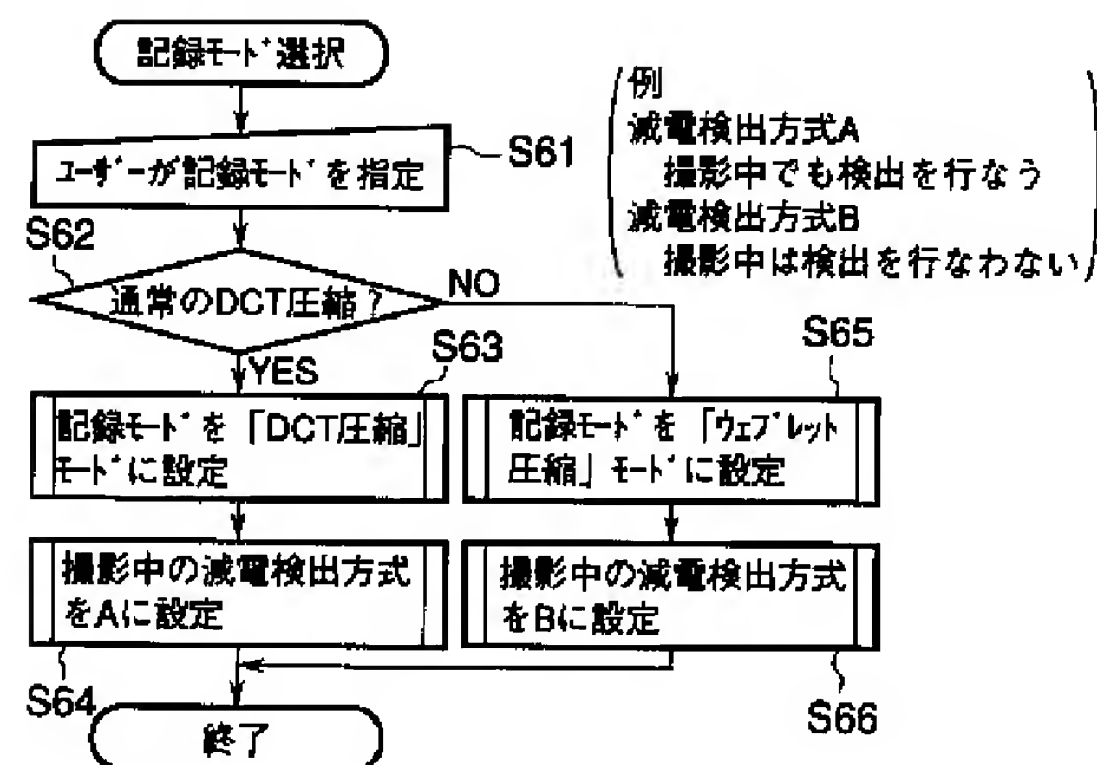 記録ﾓｰﾄﾞ選択
ﾕｰｻﾞｰが記録ﾓｰﾄﾞを指定
S61
例
減電検出方式A
撮影中でも検出を行なう
減電検出方式B
撮影中は検出を行なわない
S62
通常のDCT圧縮?
NO
YES
S63
記録ﾓｰﾄﾞを「DCT圧縮」
ﾓｰﾄﾞに設定
S65
記録ﾓｰﾄﾞを「ｳｪﾌﾞﾚｯﾄ
圧縮」ﾓｰﾄﾞに設定
撮影中の減電検出方式
をAに設定
S64
撮影中の減電検出方式
をBに設定
S66
終了